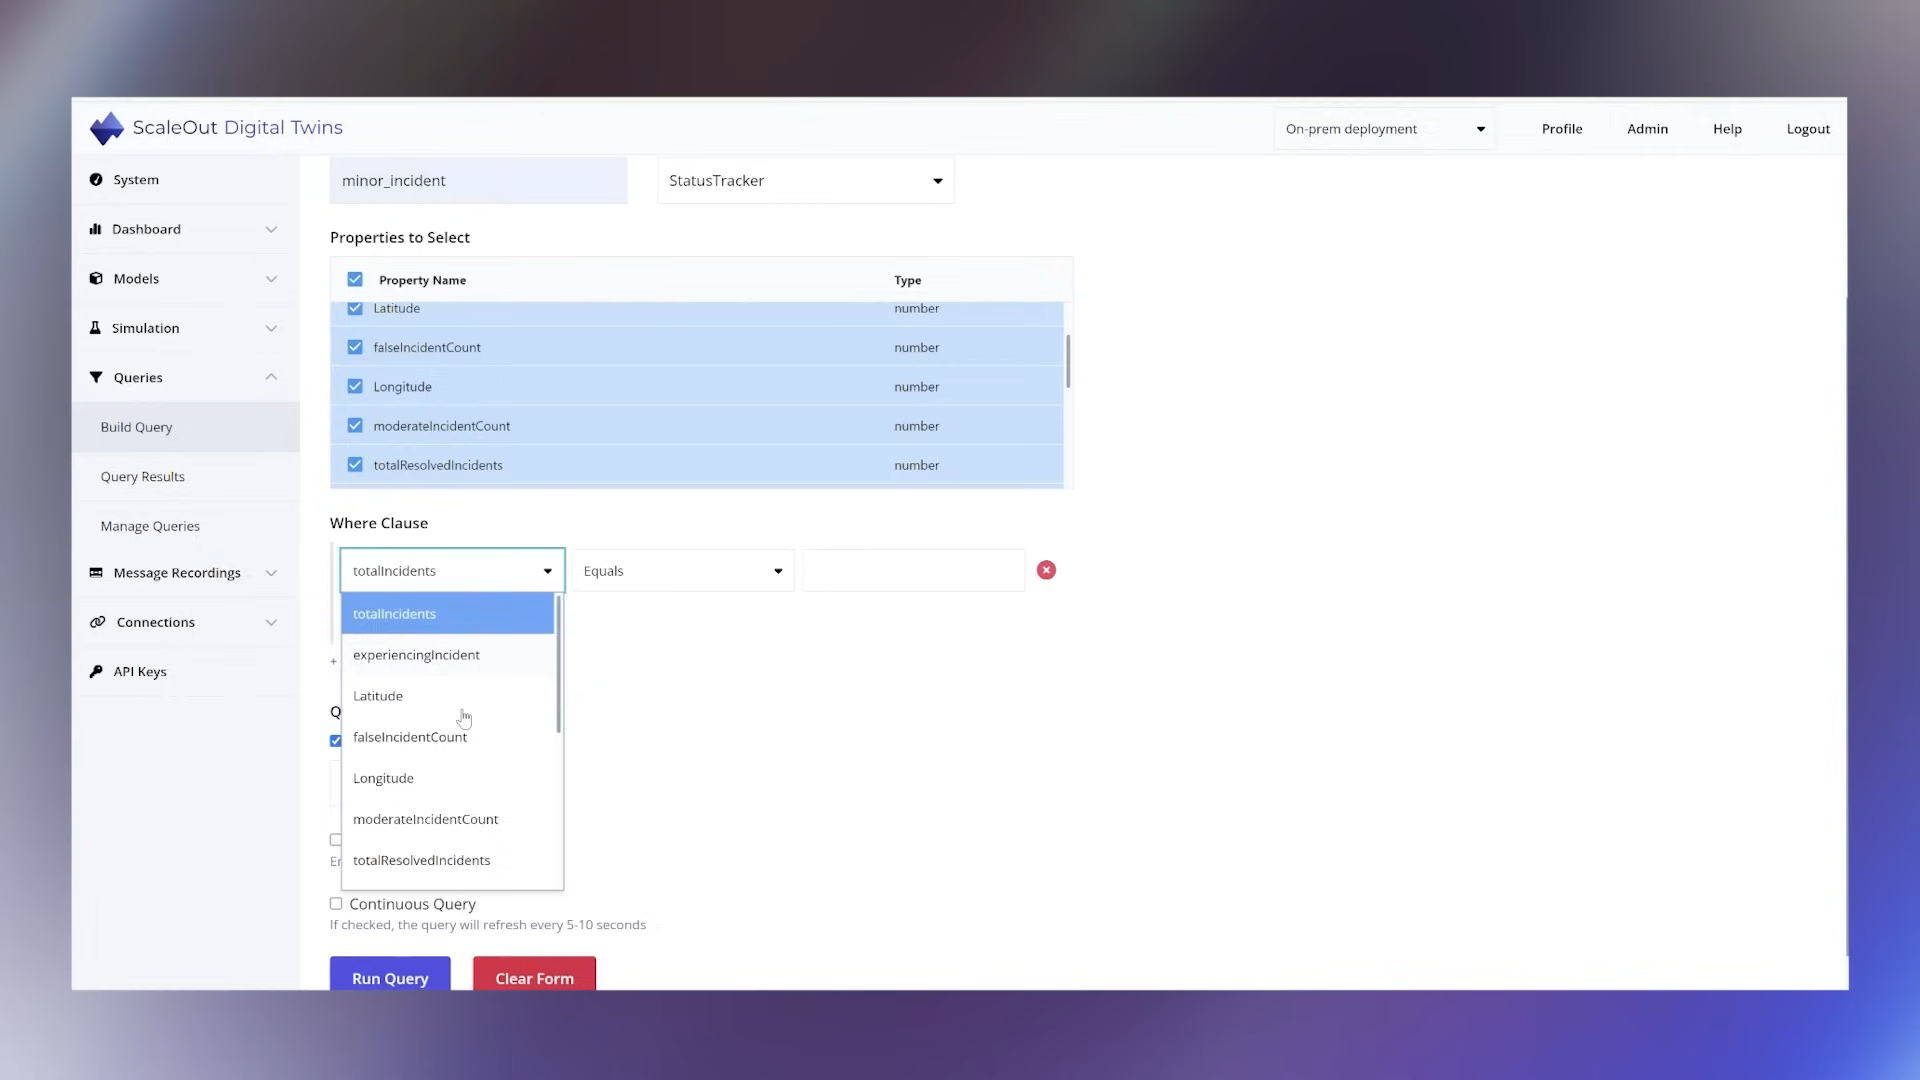 ScaleOut Digital Twins
On-prem deployment
Profile
Admin
Help
Logout
System
Dashboard
Models
Simulation
Queries
Build Query
Query Results
Manage Queries
Message Recordings
Connections
API Keys
minor_incident
StatusTracker
Properties to Select
Property Name
Type
Latitude
number
falseIncidentCount
number
Longitude
number
moderateIncidentCount
number
totalResolvedIncidents
number
Where Clause
totalIncidents
Equals
totalIncidents
experiencingIncident
Latitude
falseIncidentCount
Longitude
moderateIncidentCount
totalResolvedIncidents
+
Continuous Query
If checked, the query will refresh every 5-10 seconds
Run Query
Clear Form